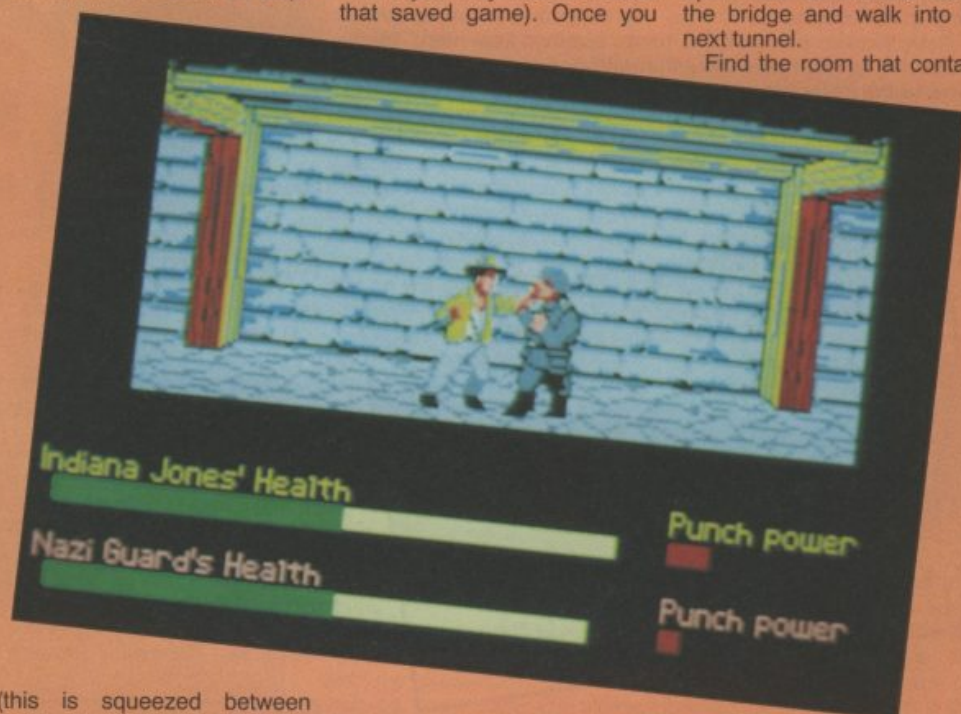 that saved game). Once you
the bridge and walk into
next tunnel.
Find the room that conta
Indiana Jones' Health
Punch power
Nazi Guard's Health
Punch power
(this is squeezed between